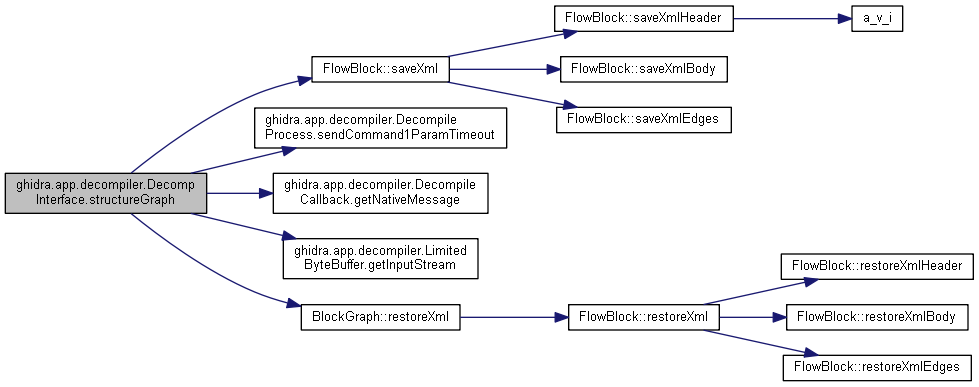 FlowBlock::saveXmlHeader
a_v_i
FlowBlock::saveXml
FlowBlock::saveXmlBody
FlowBlock::saveXmlEdges
ghidra.app.decompiler.Decompile
Process.sendCommand1ParamTimeout
ghidra.app.decompiler.Decomp
Interface.structureGraph
ghidra.app.decompiler.Decompile
Callback.getNativeMessage
ghidra.app.decompiler.Limited
ByteBuffer.getInputStream
BlockGraph::restoreXml
FlowBlock::restoreXml
FlowBlock::restoreXmlHeader
FlowBlock::restoreXmlBody
FlowBlock::restoreXmlEdges